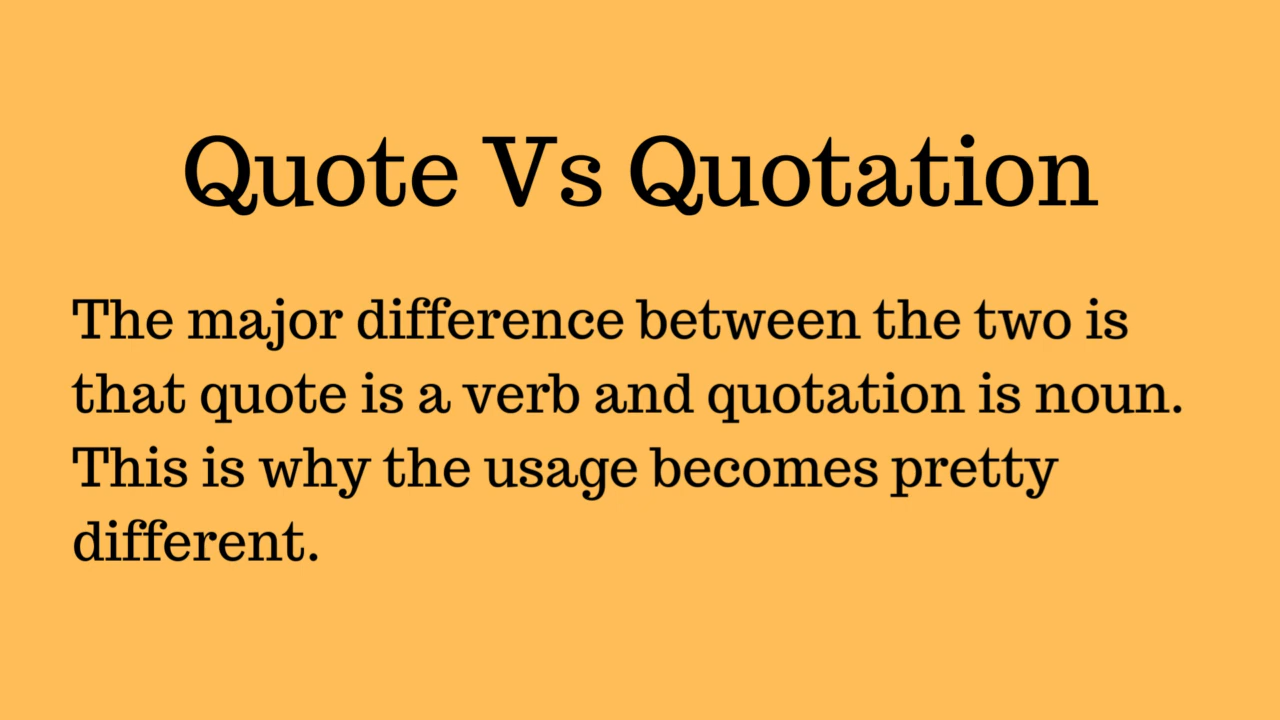 Quote Vs Quotation
The major difference between the two is
that quote is a verb and quotation is noun.
This is why the usage becomes pretty
different.